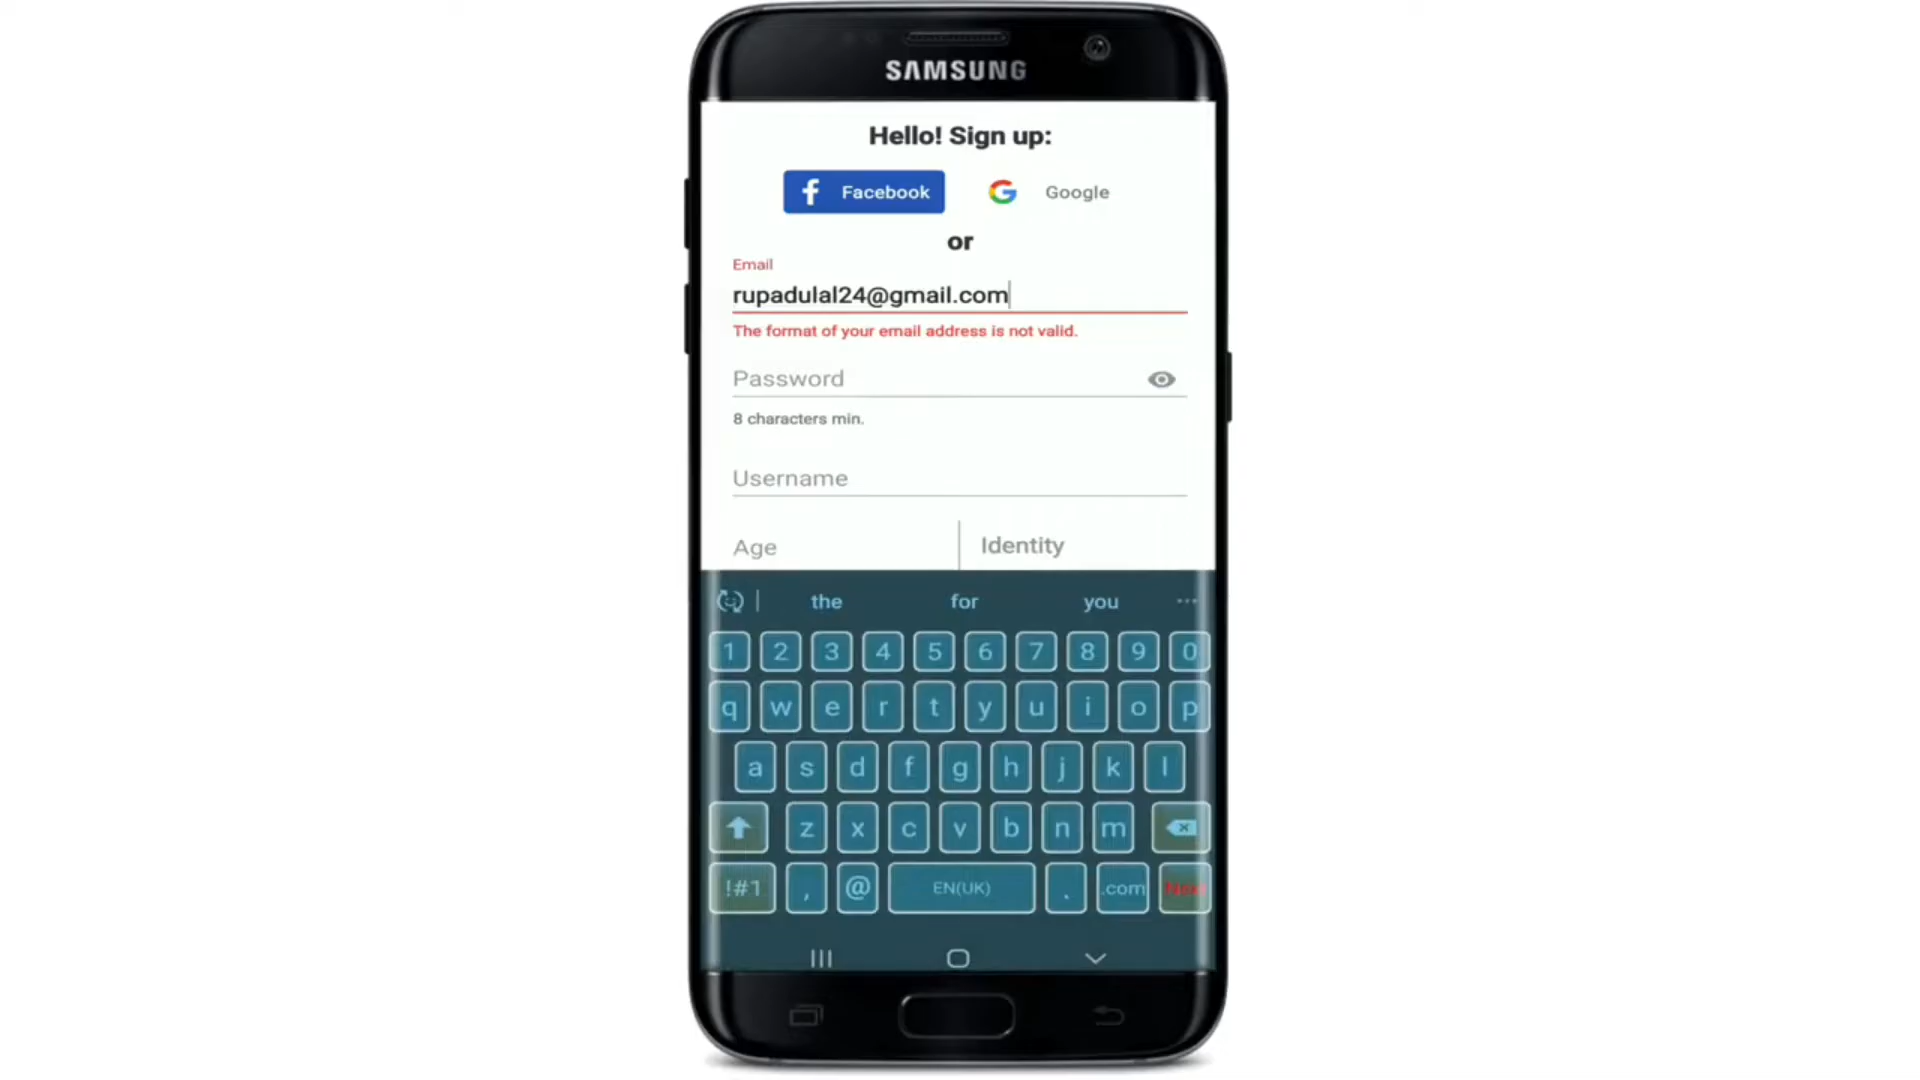 SAMSUNG
Hello! Sign up:
Facebook
Google
or
Email
rupadulal24@gmail.com
The format of your email address is not valid.
Password
8 characters min.
Username
Age
Identity
the for you
1 2 3 4 5 6 7 8 9 0
q w e r t y u i o p
a s d f g h j k l
z x c v b n m
!#1 , @ EN(UK) . .com Next